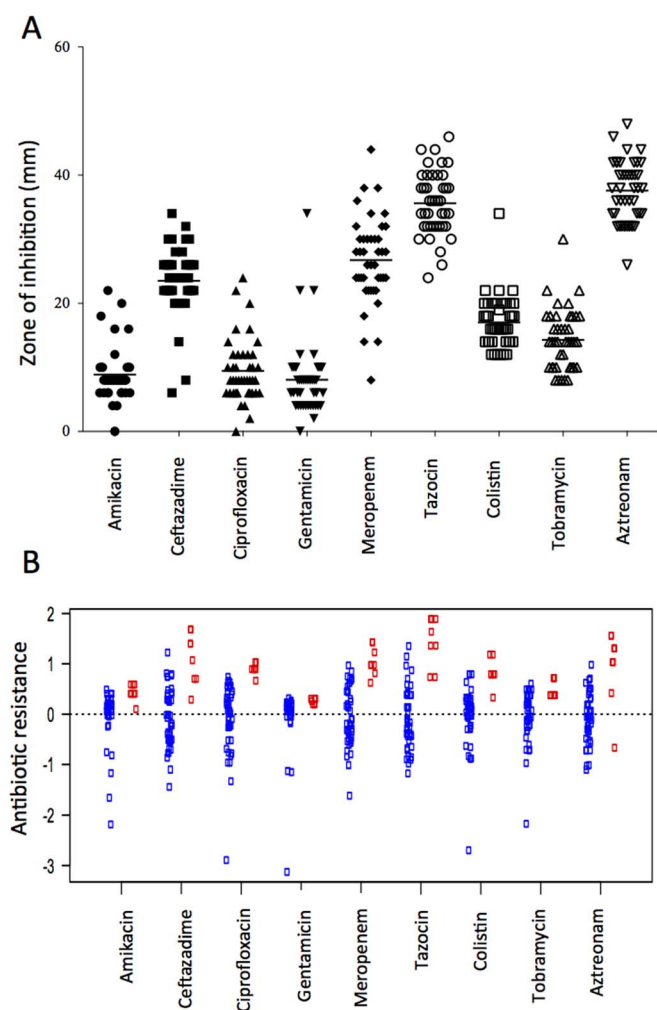 A
60
40
20
0
Zone of inhibition (mm)
Amikacin
Ceftazadime
Ciprofloxacin
Gentamicin
Meropenem
Tazocin
Colistin
Tobramycin
Aztreonam
B
2
1
0
-1
-2
-3
Antibiotic resistance
Amikacin
Ceftazadime
Ciprofloxacin
Gentamicin
Meropenem
Tazocin
Colistin
Tobramycin
Aztreonam